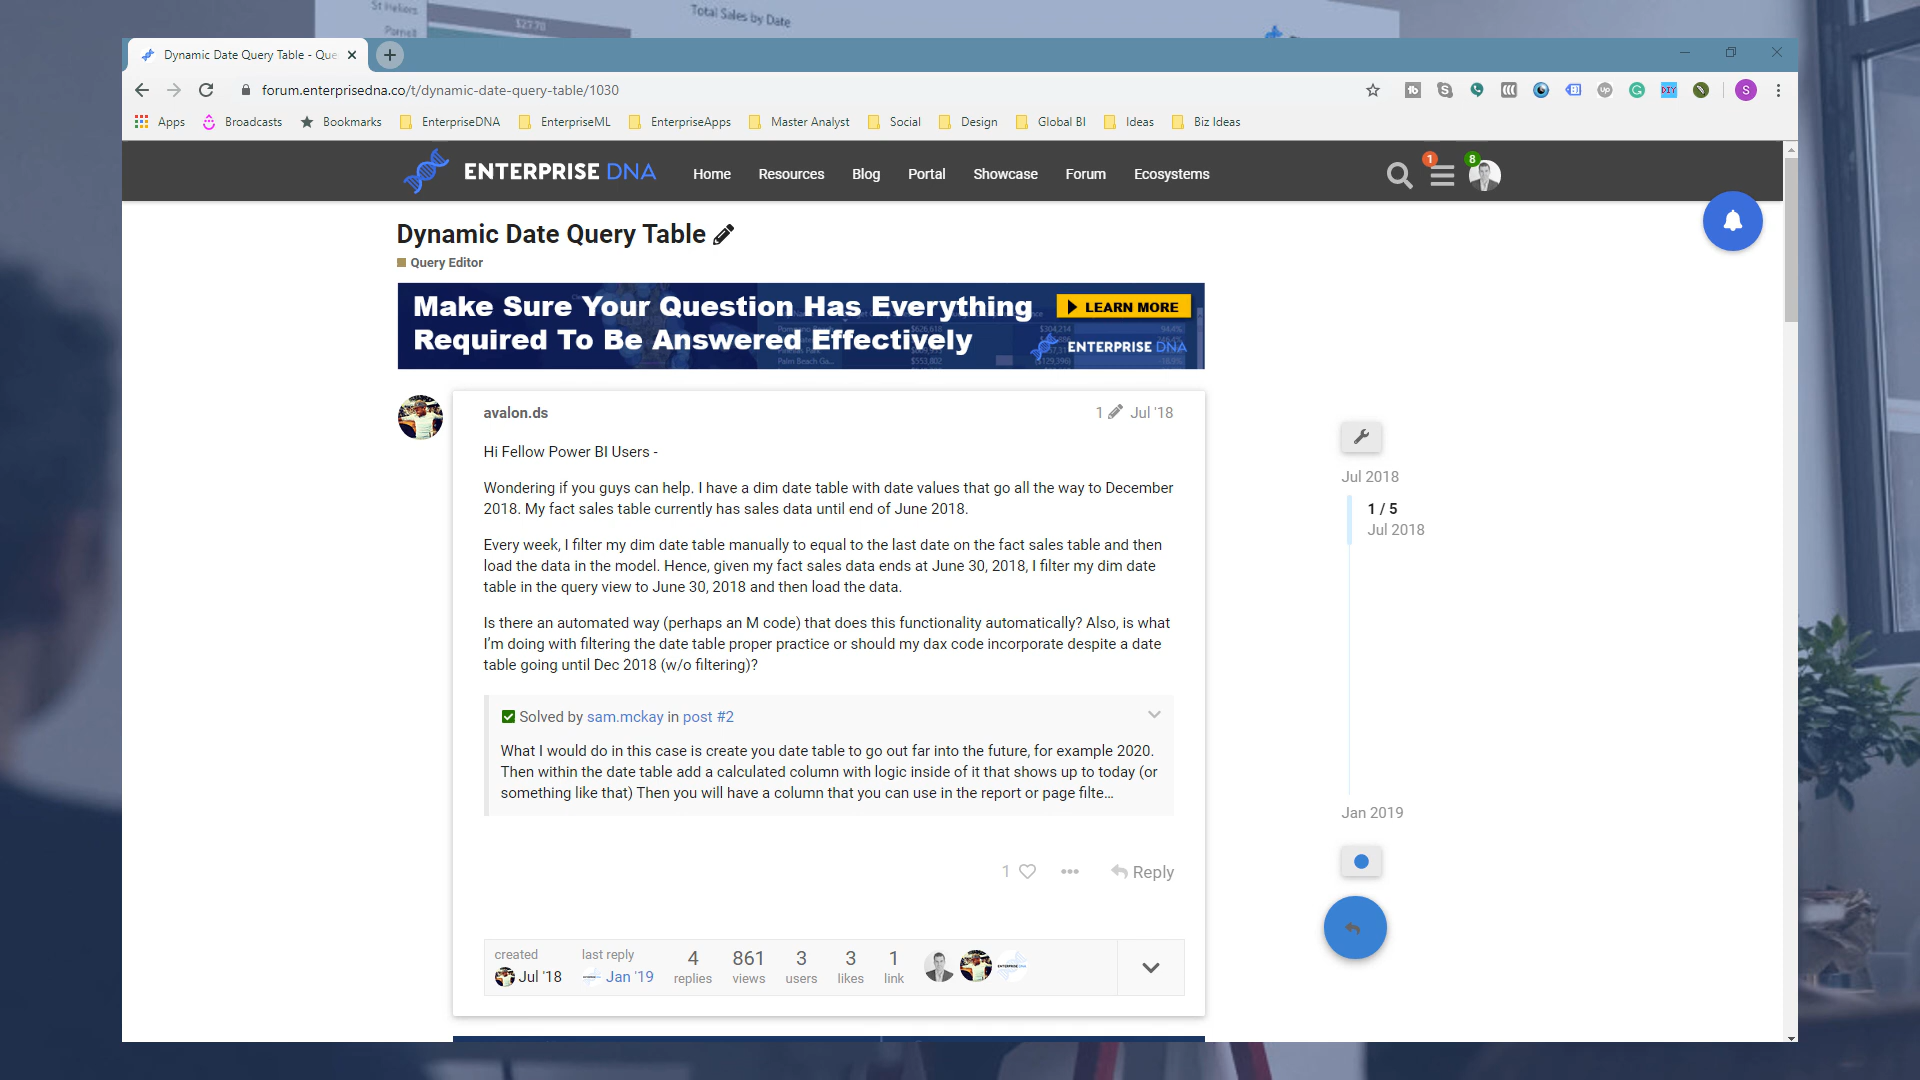 St Heliers
$27.70
Total Sales by Date
Parnell
Dynamic Date Query Table - Que
forum.enterprisedna.co/t/dynamic-date-query-table/1030
Apps Broadcasts Bookmarks EnterpriseDNA EnterpriseML EnterpriseApps Master Analyst Social Design Global BI Ideas Biz Ideas
ENTERPRISE DNA Home Resources Blog Portal Showcase Forum Ecosystems 1 8
Dynamic Date Query Table
Query Editor
Make Sure Your Question Has Everything
Required To Be Answered Effectively
LEARN MORE
ENTERPRISE DNA
avalon.ds 1 Jul '18
Hi Fellow Power BI Users -
Wondering if you guys can help. I have a dim date table with date values that go all the way to December
2018. My fact sales table currently has sales data until end of June 2018.
Every week, I filter my dim date table manually to equal to the last date on the fact sales table and then
load the data in the model. Hence, given my fact sales data ends at June 30, 2018, I filter my dim date
table in the query view to June 30, 2018 and then load the data.
Is there an automated way (perhaps an M code) that does this functionality automatically? Also, is what
I'm doing with filtering the date table proper practice or should my dax code incorporate despite a date
table going until Dec 2018 (w/o filtering)?
Solved by sam.mckay in post #2
What I would do in this case is create you date table to go out far into the future, for example 2020.
Then within the date table add a calculated column with logic inside of it that shows up to today (or
something like that) Then you will have a column that you can use in the report or page filte...
1 Reply
created last reply 4 861 3 3 1
Jul '18 Jan '19 replies views users likes link
Jul 2018
1 / 5
Jul 2018
Jan 2019